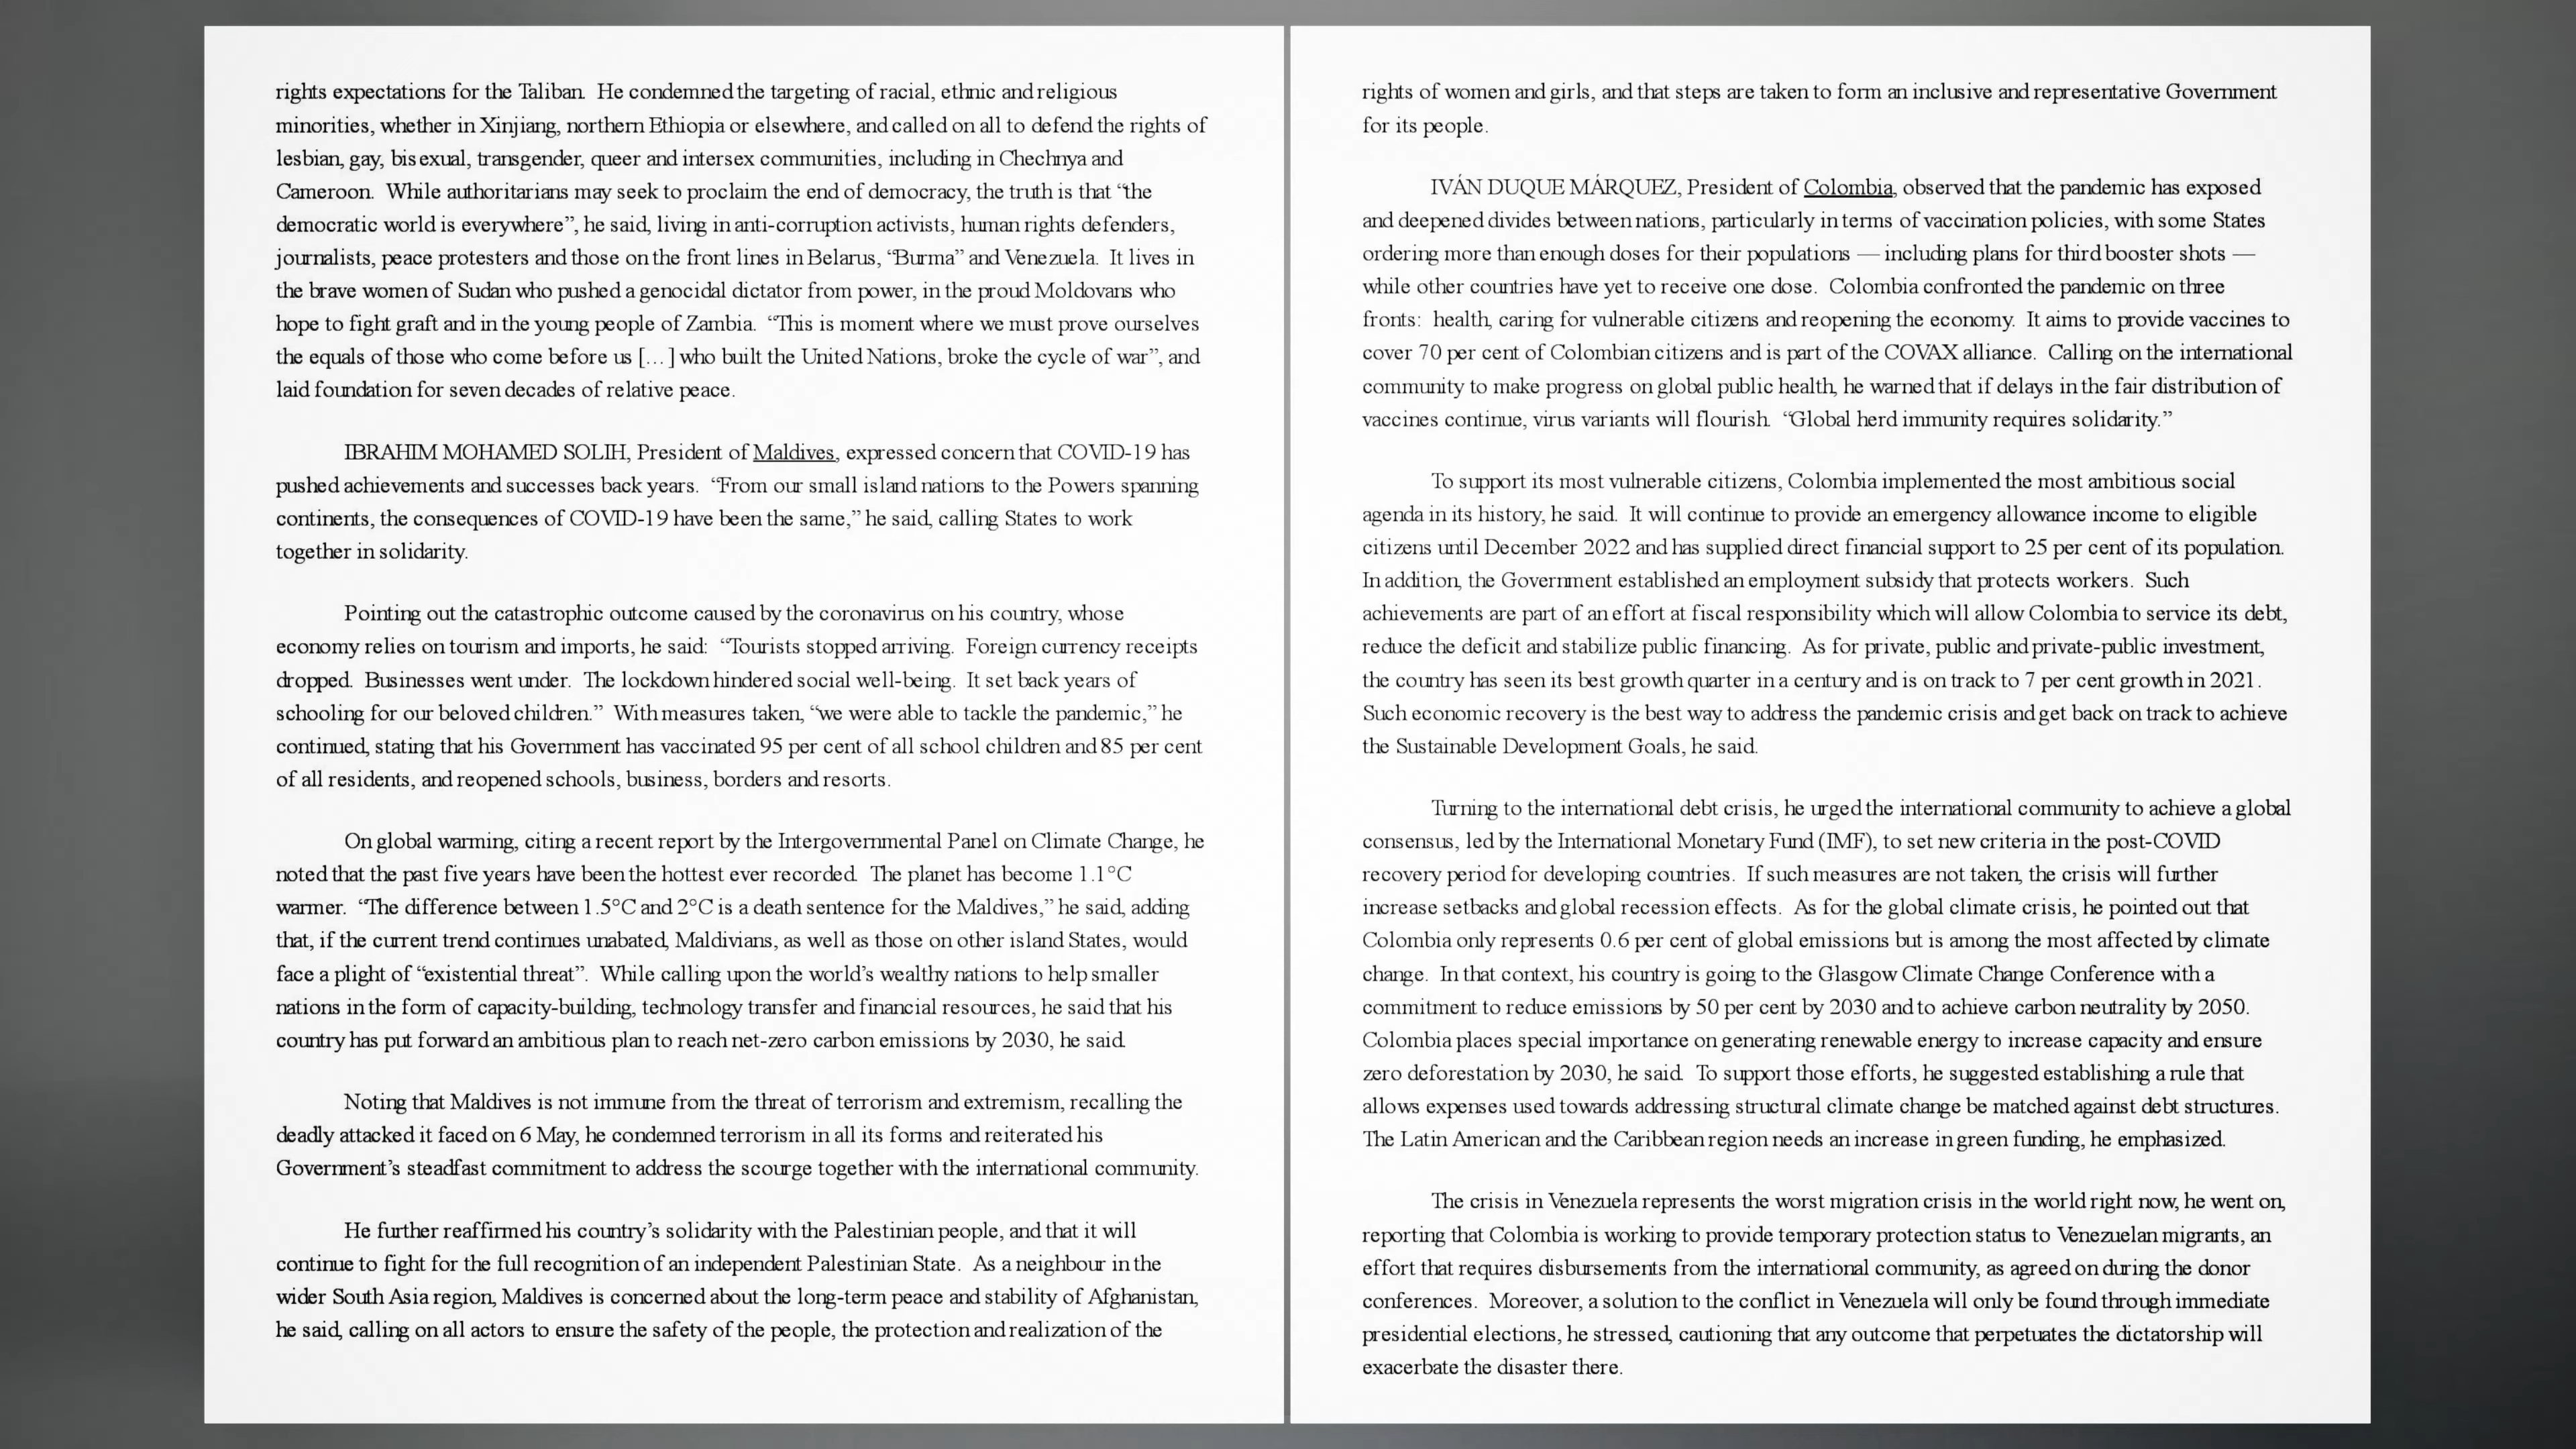 rights expectations for the Taliban.  He condemned the targeting of racial, ethnic and religious
minorities, whether in Xinjiang, northern Ethiopia or elsewhere, and called on all to defend the rights of
lesbian, gay, bisexual, transgender, queer and intersex communities, including in Chechnya and
Cameroon.  While authoritarians may seek to proclaim the end of democracy, the truth is that “the
democratic world is everywhere”, he said, living in anti-corruption activists, human rights defenders,
journalists, peace protesters and those on the front lines in Belarus, “Burma” and Venezuela.  It lives in
the brave women of Sudan who pushed a genocidal dictator from power, in the proud Moldovans who
hope to fight graft and in the young people of Zambia.  “This is moment where we must prove ourselves
the equals of those who come before us […] who built the United Nations, broke the cycle of war”, and
laid foundation for seven decades of relative peace.
IBRAHIM MOHAMED SOLIH, President of Maldives, expressed concern that COVID-19 has
pushed achievements and successes back years.  “From our small island nations to the Powers spanning
continents, the consequences of COVID-19 have been the same,” he said, calling States to work
together in solidarity.
Pointing out the catastrophic outcome caused by the coronavirus on his country, whose
economy relies on tourism and imports, he said:  “Tourists stopped arriving.  Foreign currency receipts
dropped.  Businesses went under.  The lockdown hindered social well-being.  It set back years of
schooling for our beloved children.”  With measures taken, “we were able to tackle the pandemic,” he
continued, stating that his Government has vaccinated 95 per cent of all school children and 85 per cent
of all residents, and reopened schools, business, borders and resorts.
On global warming, citing a recent report by the Intergovernmental Panel on Climate Change, he
noted that the past five years have been the hottest ever recorded.  The planet has become 1.1°C
warmer.  “The difference between 1.5°C and 2°C is a death sentence for the Maldives,” he said, adding
that, if the current trend continues unabated, Maldivians, as well as those on other island States, would
face a plight of “existential threat”.  While calling upon the world’s wealthy nations to help smaller
nations in the form of capacity-building, technology transfer and financial resources, he said that his
country has put forward an ambitious plan to reach net-zero carbon emissions by 2030, he said.
Noting that Maldives is not immune from the threat of terrorism and extremism, recalling the
deadly attacked it faced on 6 May, he condemned terrorism in all its forms and reiterated his
Government’s steadfast commitment to address the scourge together with the international community.
He further reaffirmed his country’s solidarity with the Palestinian people, and that it will
continue to fight for the full recognition of an independent Palestinian State.  As a neighbour in the
wider South Asia region, Maldives is concerned about the long-term peace and stability of Afghanistan,
he said, calling on all actors to ensure the safety of the people, the protection and realization of the
rights of women and girls, and that steps are taken to form an inclusive and representative Government
for its people.
IVÁN DUQUE MÁRQUEZ, President of Colombia, observed that the pandemic has exposed
and deepened divides between nations, particularly in terms of vaccination policies, with some States
ordering more than enough doses for their populations — including plans for third booster shots —
while other countries have yet to receive one dose.  Colombia confronted the pandemic on three
fronts:  health, caring for vulnerable citizens and reopening the economy.  It aims to provide vaccines to
cover 70 per cent of Colombian citizens and is part of the COVAX alliance.  Calling on the international
community to make progress on global public health, he warned that if delays in the fair distribution of
vaccines continue, virus variants will flourish.  “Global herd immunity requires solidarity.”
To support its most vulnerable citizens, Colombia implemented the most ambitious social
agenda in its history, he said.  It will continue to provide an emergency allowance income to eligible
citizens until December 2022 and has supplied direct financial support to 25 per cent of its population.
In addition, the Government established an employment subsidy that protects workers.  Such
achievements are part of an effort at fiscal responsibility which will allow Colombia to service its debt,
reduce the deficit and stabilize public financing.  As for private, public and private-public investment,
the country has seen its best growth quarter in a century and is on track to 7 per cent growth in 2021.
Such economic recovery is the best way to address the pandemic crisis and get back on track to achieve
the Sustainable Development Goals, he said.
Turning to the international debt crisis, he urged the international community to achieve a global
consensus, led by the International Monetary Fund (IMF), to set new criteria in the post-COVID
recovery period for developing countries.  If such measures are not taken, the crisis will further
increase setbacks and global recession effects.  As for the global climate crisis, he pointed out that
Colombia only represents 0.6 per cent of global emissions but is among the most affected by climate
change.  In that context, his country is going to the Glasgow Climate Change Conference with a
commitment to reduce emissions by 50 per cent by 2030 and to achieve carbon neutrality by 2050.
Colombia places special importance on generating renewable energy to increase capacity and ensure
zero deforestation by 2030, he said.  To support those efforts, he suggested establishing a rule that
allows expenses used towards addressing structural climate change be matched against debt structures.
The Latin American and the Caribbean region needs an increase in green funding, he emphasized.
The crisis in Venezuela represents the worst migration crisis in the world right now, he went on,
reporting that Colombia is working to provide temporary protection status to Venezuelan migrants, an
effort that requires disbursements from the international community, as agreed on during the donor
conferences.  Moreover, a solution to the conflict in Venezuela will only be found through immediate
presidential elections, he stressed, cautioning that any outcome that perpetuates the dictatorship will
exacerbate the disaster there.